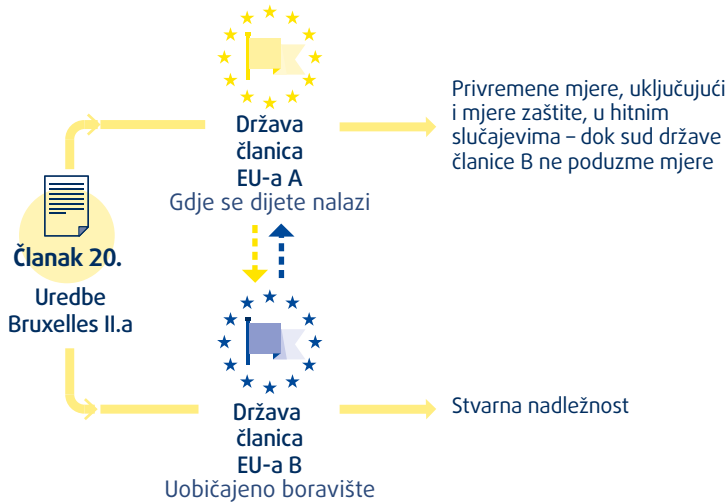 Država
članica
EU-a A
Gdje se dijete nalazi
Privremene mjere, uključujući
i mjere zaštite, u hitnim
slučajevima – dok sud države
članice B ne poduzme mjere
Članak 20.
Uredbe
Bruxelles II.a
Država
članica
EU-a B
Uobičajeno boravište
Stvarna nadležnost